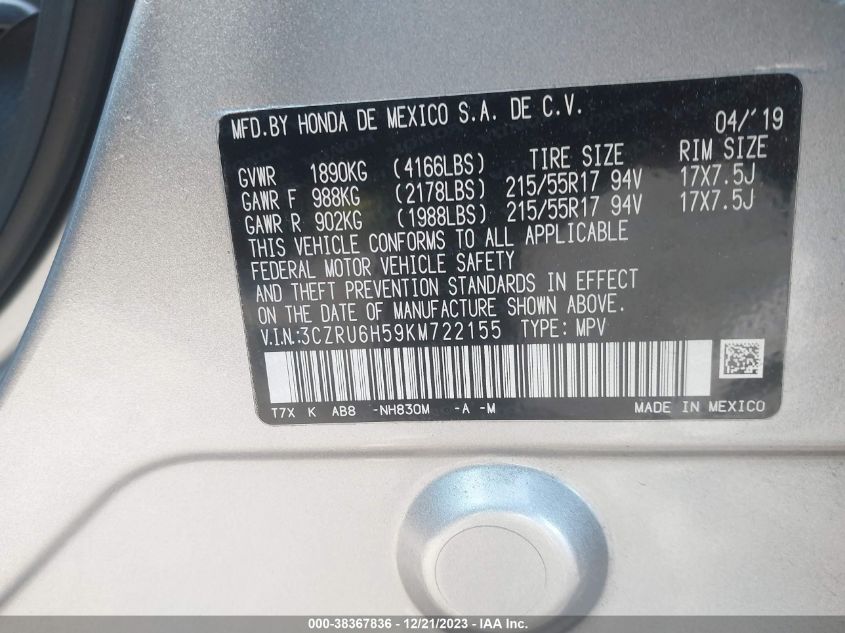 MFD.BY HONDA DE MEXICO S.A. DE C.V. 04/'19
GVWR 1890KG (4166LBS) TIRE SIZE RIM SIZE
GAWR F 988KG (2178LBS) 215/55R17 94V 17X7.5J
GAWR R 902KG (1988LBS) 215/55R17 94V 17X7.5J
THIS VEHICLE CONFORMS TO ALL APPLICABLE
FEDERAL MOTOR VEHICLE SAFETY
AND THEFT PREVENTION STANDARDS IN EFFECT
ON THE DATE OF MANUFACTURE SHOWN ABOVE.
V.I.N.:3CZRU6H59KM722155 TYPE: MPV
T7X K AB8 -NH830M -A -M MADE IN MEXICO
000-38367836 - 12/21/2023 - IAA Inc.